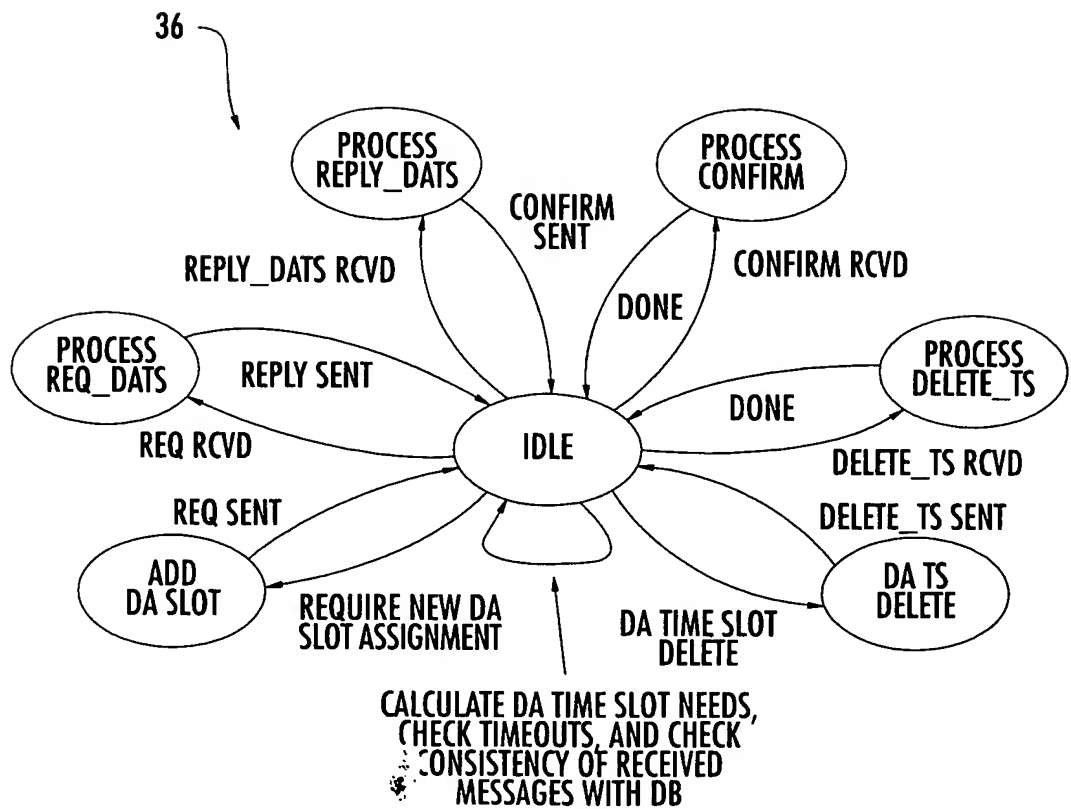 36
PROCESS
REPLY_DATS
PROCESS
CONFIRM
CONFIRM
SENT
REPLY_DATS RCVD
CONFIRM RCVD
DONE
PROCESS
REQ_DATS
REPLY SENT
PROCESS
DELETE_TS
DONE
IDLE
REQ RCVD
DELETE_TS RCVD
REQ SENT
DELETE_TS SENT
ADD
DA SLOT
DA TS
DELETE
REQUIRE NEW DA
SLOT ASSIGNMENT
DA TIME SLOT
DELETE
CALCULATE DA TIME SLOT NEEDS,
CHECK TIMEOUTS, AND CHECK
CONSISTENCY OF RECEIVED
MESSAGES WITH DB